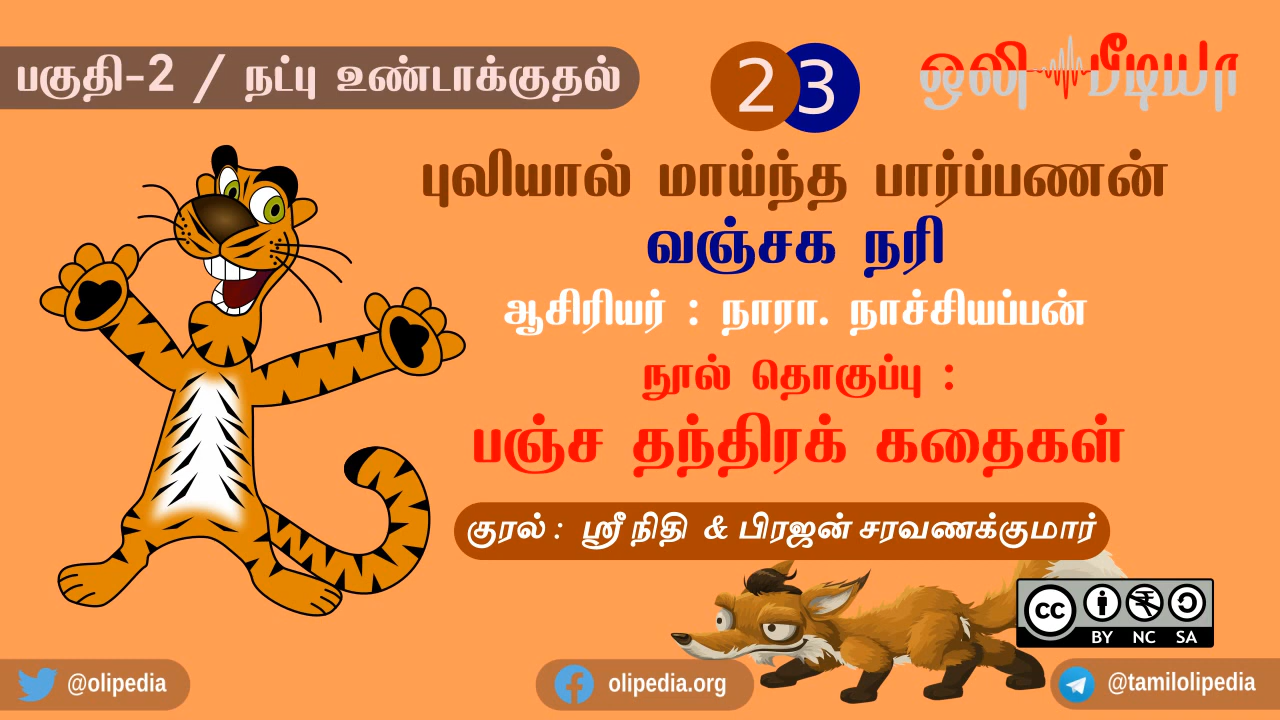 பகுதி-2 / நட்பு உண்டாக்குதல்
23
ஒலி பீடியா
புலியால் மாய்ந்த பார்ப்பணன்
வஞ்சக நரி
ஆசிரியர் : நாரா. நாச்சியப்பன்
நூல் தொகுப்பு :
பஞ்ச தந்திரக் கதைகள்
குரல் : ஸ்ரீ நிதி & பிரஜன் சரவணக்குமார்
cc BY NC SA
@olipedia
olipedia.org
@tamilolipedia